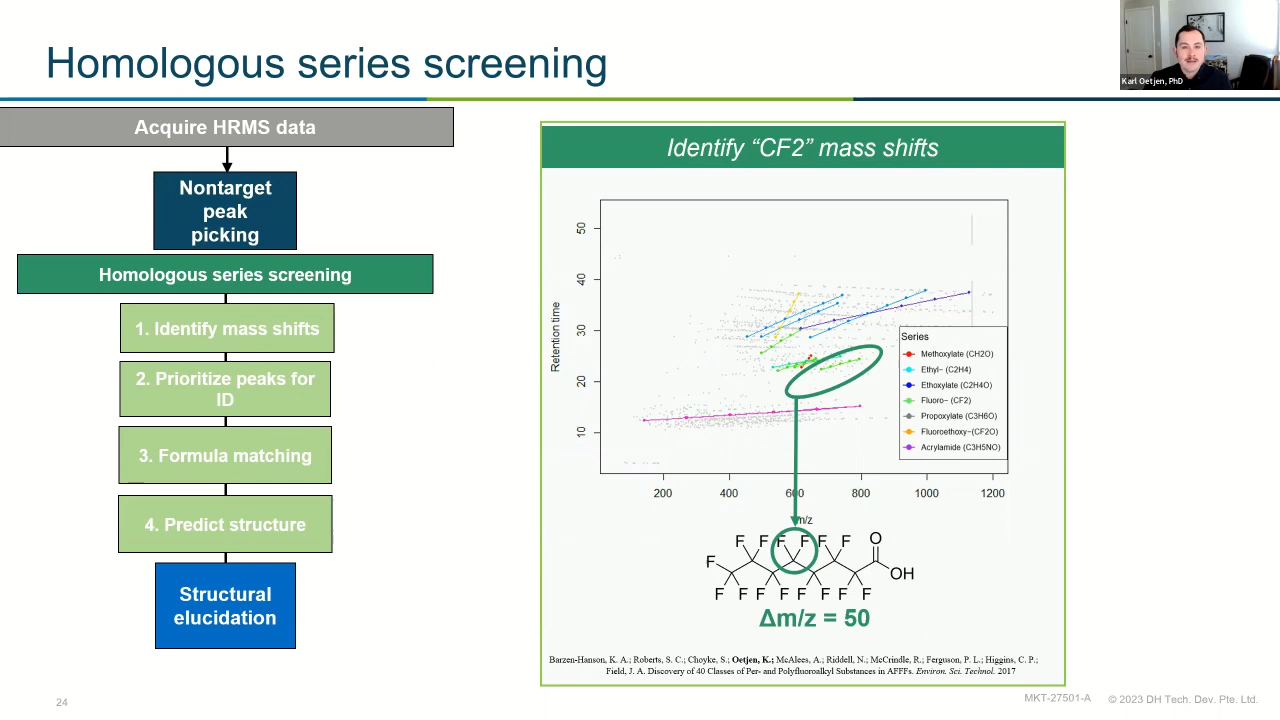 Homologous series screening
Karl Oetjen, PhD
Acquire HRMS data
Nontarget
peak
picking
Homologous series screening
1. Identify mass shifts
2. Prioritize peaks for
ID
3. Formula matching
4. Predict structure
Structural
elucidation
Identify “CF2” mass shifts
Retention time
50
40
30
20
10
200
400
600
800
1000
1200
m/z
Series
Methoxylate (CH2O)
Ethyl− (C2H4)
Ethoxylate (C2H4O)
Fluoro− (CF2)
Propoxylate (C3H6O)
Fluoroethoxy−(CF2O)
Acrylamide (C3H5NO)
F F F F F F O
F
OH
F F F F F F F F
Δm/z = 50
Barzen-Hanson, K. A.; Roberts, S. C.; Choyke, S.; Oetjen, K.; McAlees, A.; Riddell, N.; McCrindle, R.; Ferguson, P. L.; Higgins, C. P.;
Field, J. A. Discovery of 40 Classes of Per- and Polyfluoroalkyl Substances in AFFFs. Environ. Sci. Technol. 2017
24
MKT-27501-A
© 2023 DH Tech. Dev. Pte. Ltd.